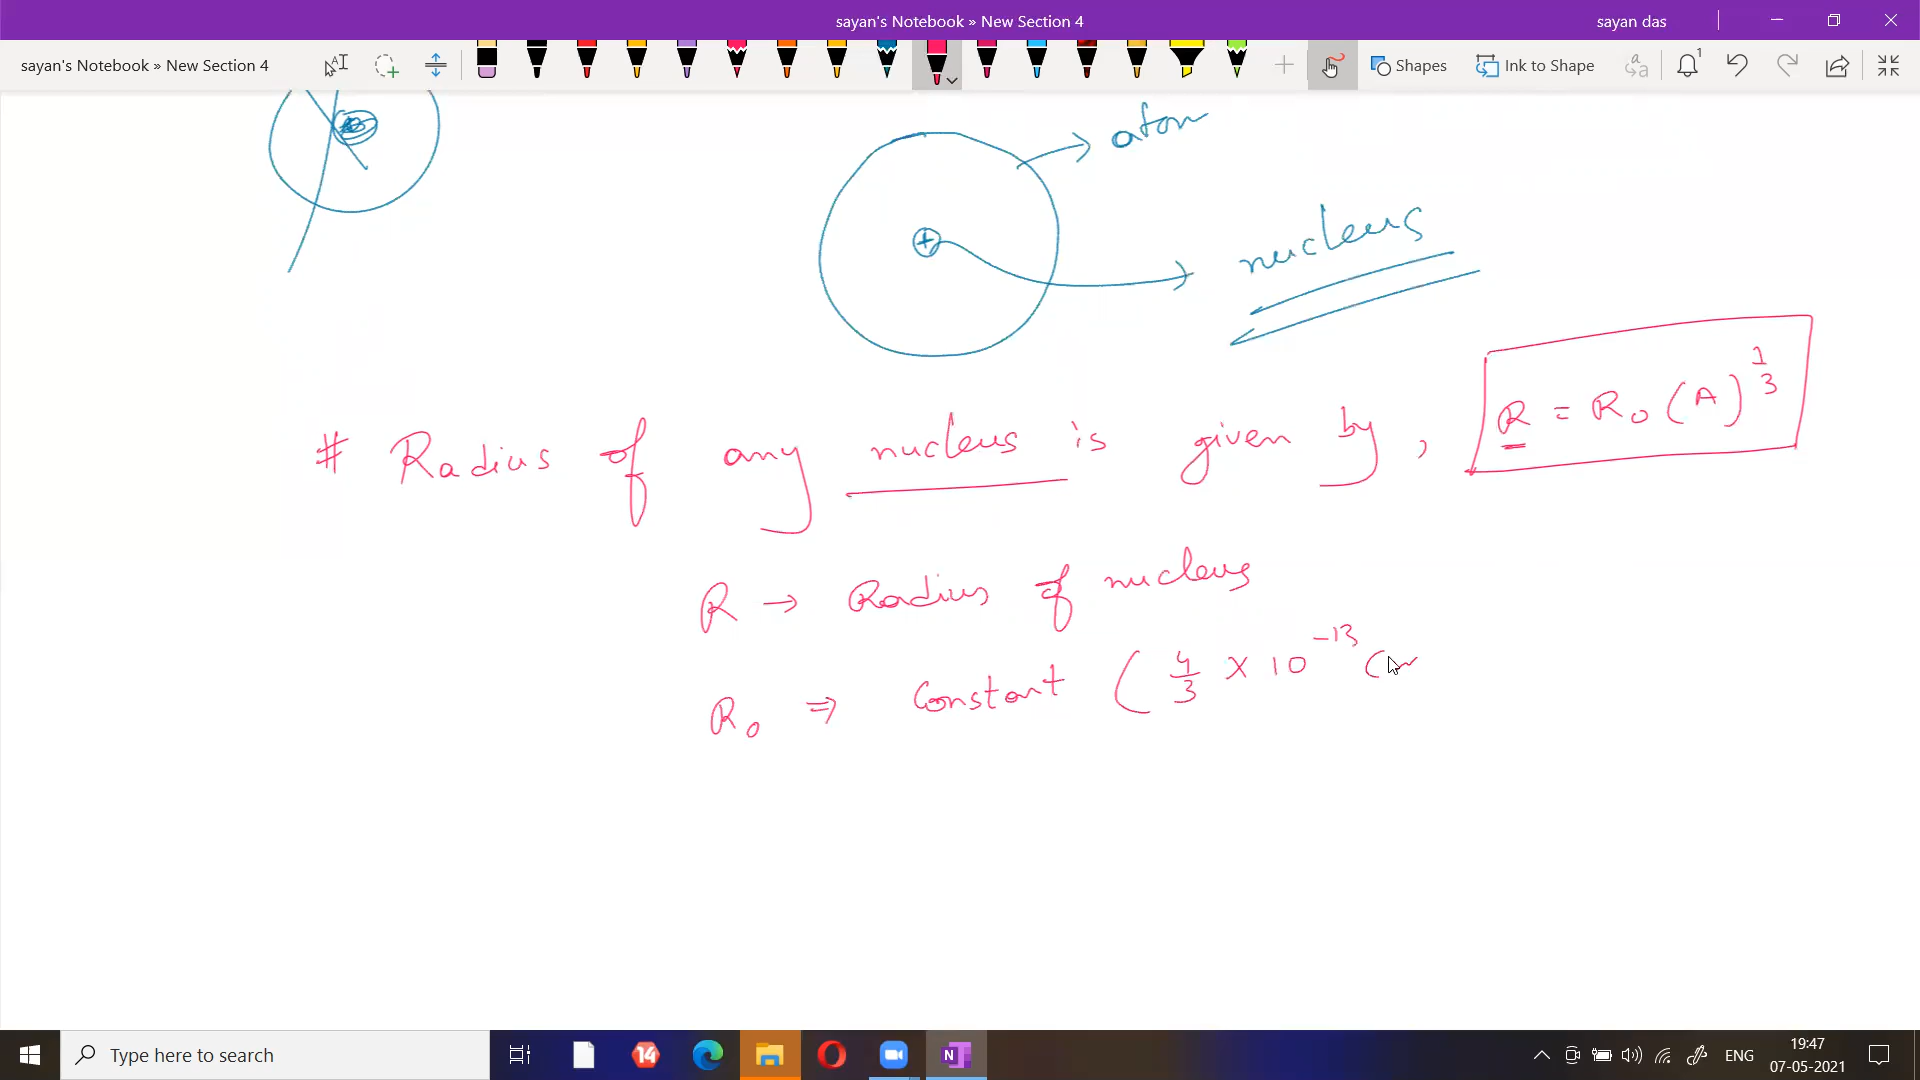 sayan's Notebook » New Section 4
sayan das
sayan's Notebook » New Section 4
Shapes
Ink to Shape
atom
+
nucleus
# Radius of any nucleus is given by, R = R₀ (A)^1/3
R → Radius of nucleus
R₀ ⇒ Constant ( 4/3 × 10^-13 cm
Type here to search
14
N
ENG
19:47
07-05-2021